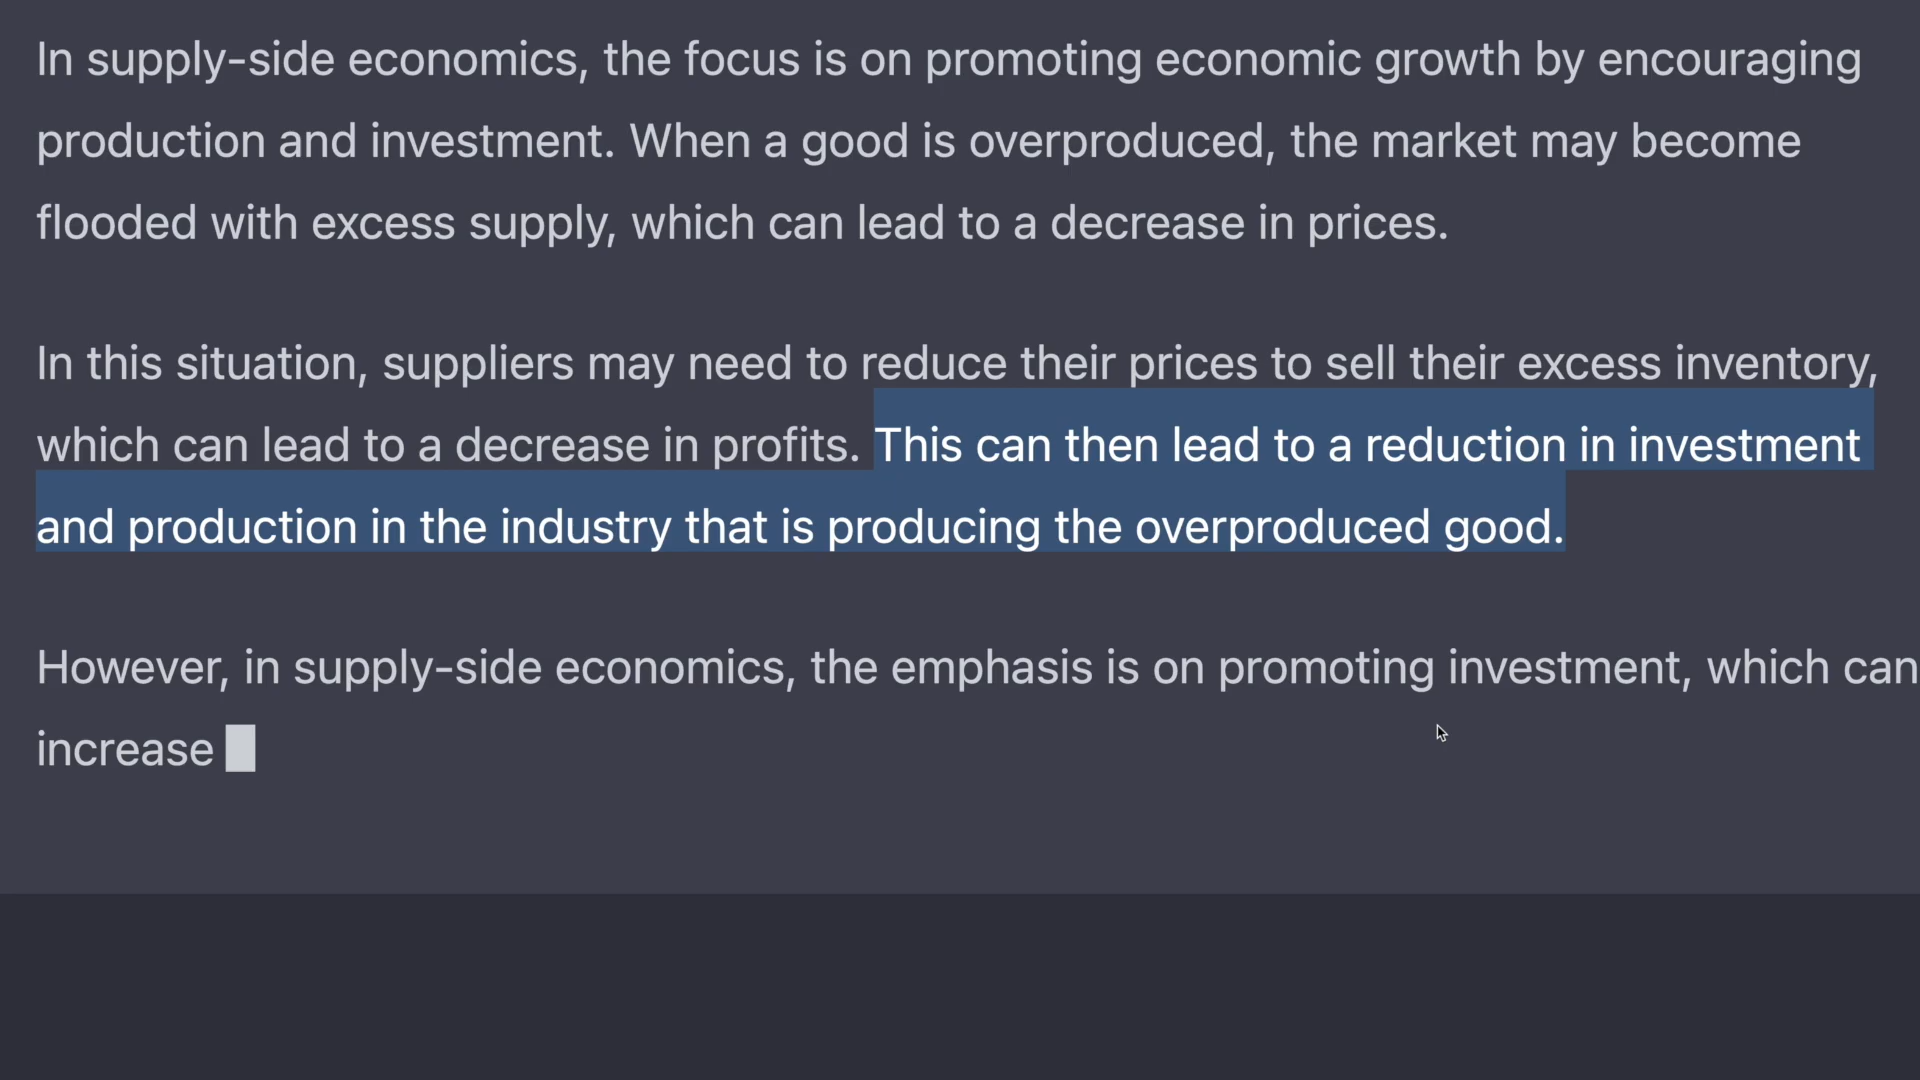 In supply-side economics, the focus is on promoting economic growth by encouraging
production and investment. When a good is overproduced, the market may become
flooded with excess supply, which can lead to a decrease in prices.
In this situation, suppliers may need to reduce their prices to sell their excess inventory,
which can lead to a decrease in profits. This can then lead to a reduction in investment
and production in the industry that is producing the overproduced good.
However, in supply-side economics, the emphasis is on promoting investment, which can
increase